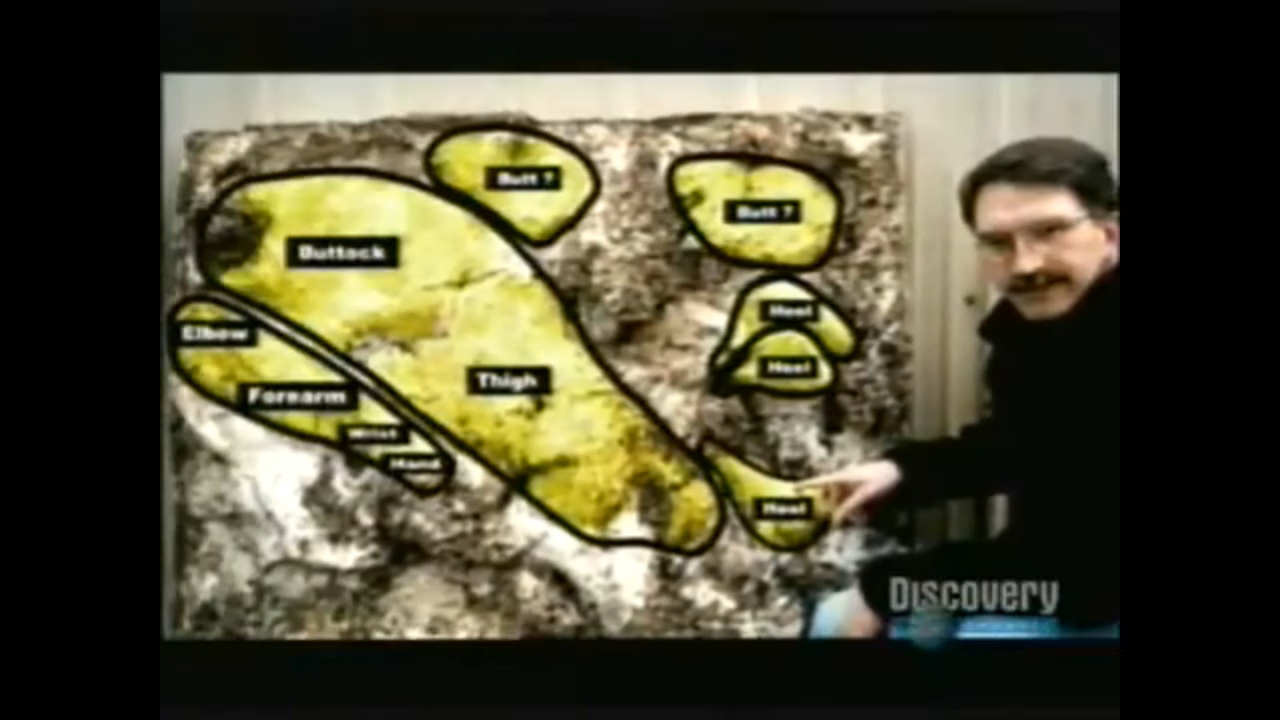 Butt ?
Butt ?
Buttock
Heel
Elbow
Heel
Thigh
Forearm
Wrist
Hand
Heel
Discovery